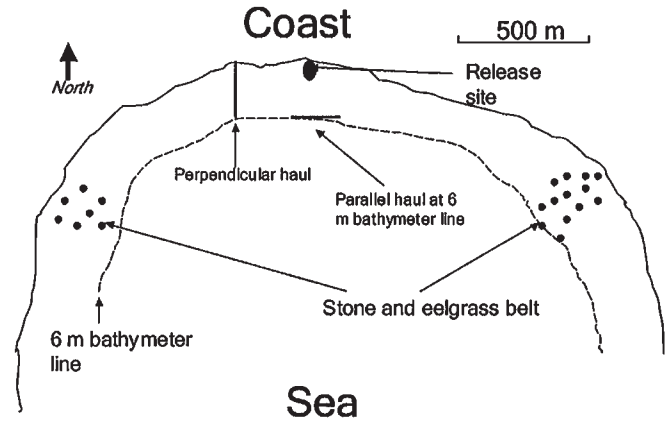 Coast
500 m
North
Release
site
Perpendicular haul
Parallel haul at 6
m bathymeter line
Stone and eelgrass belt
6 m bathymeter
line
Sea